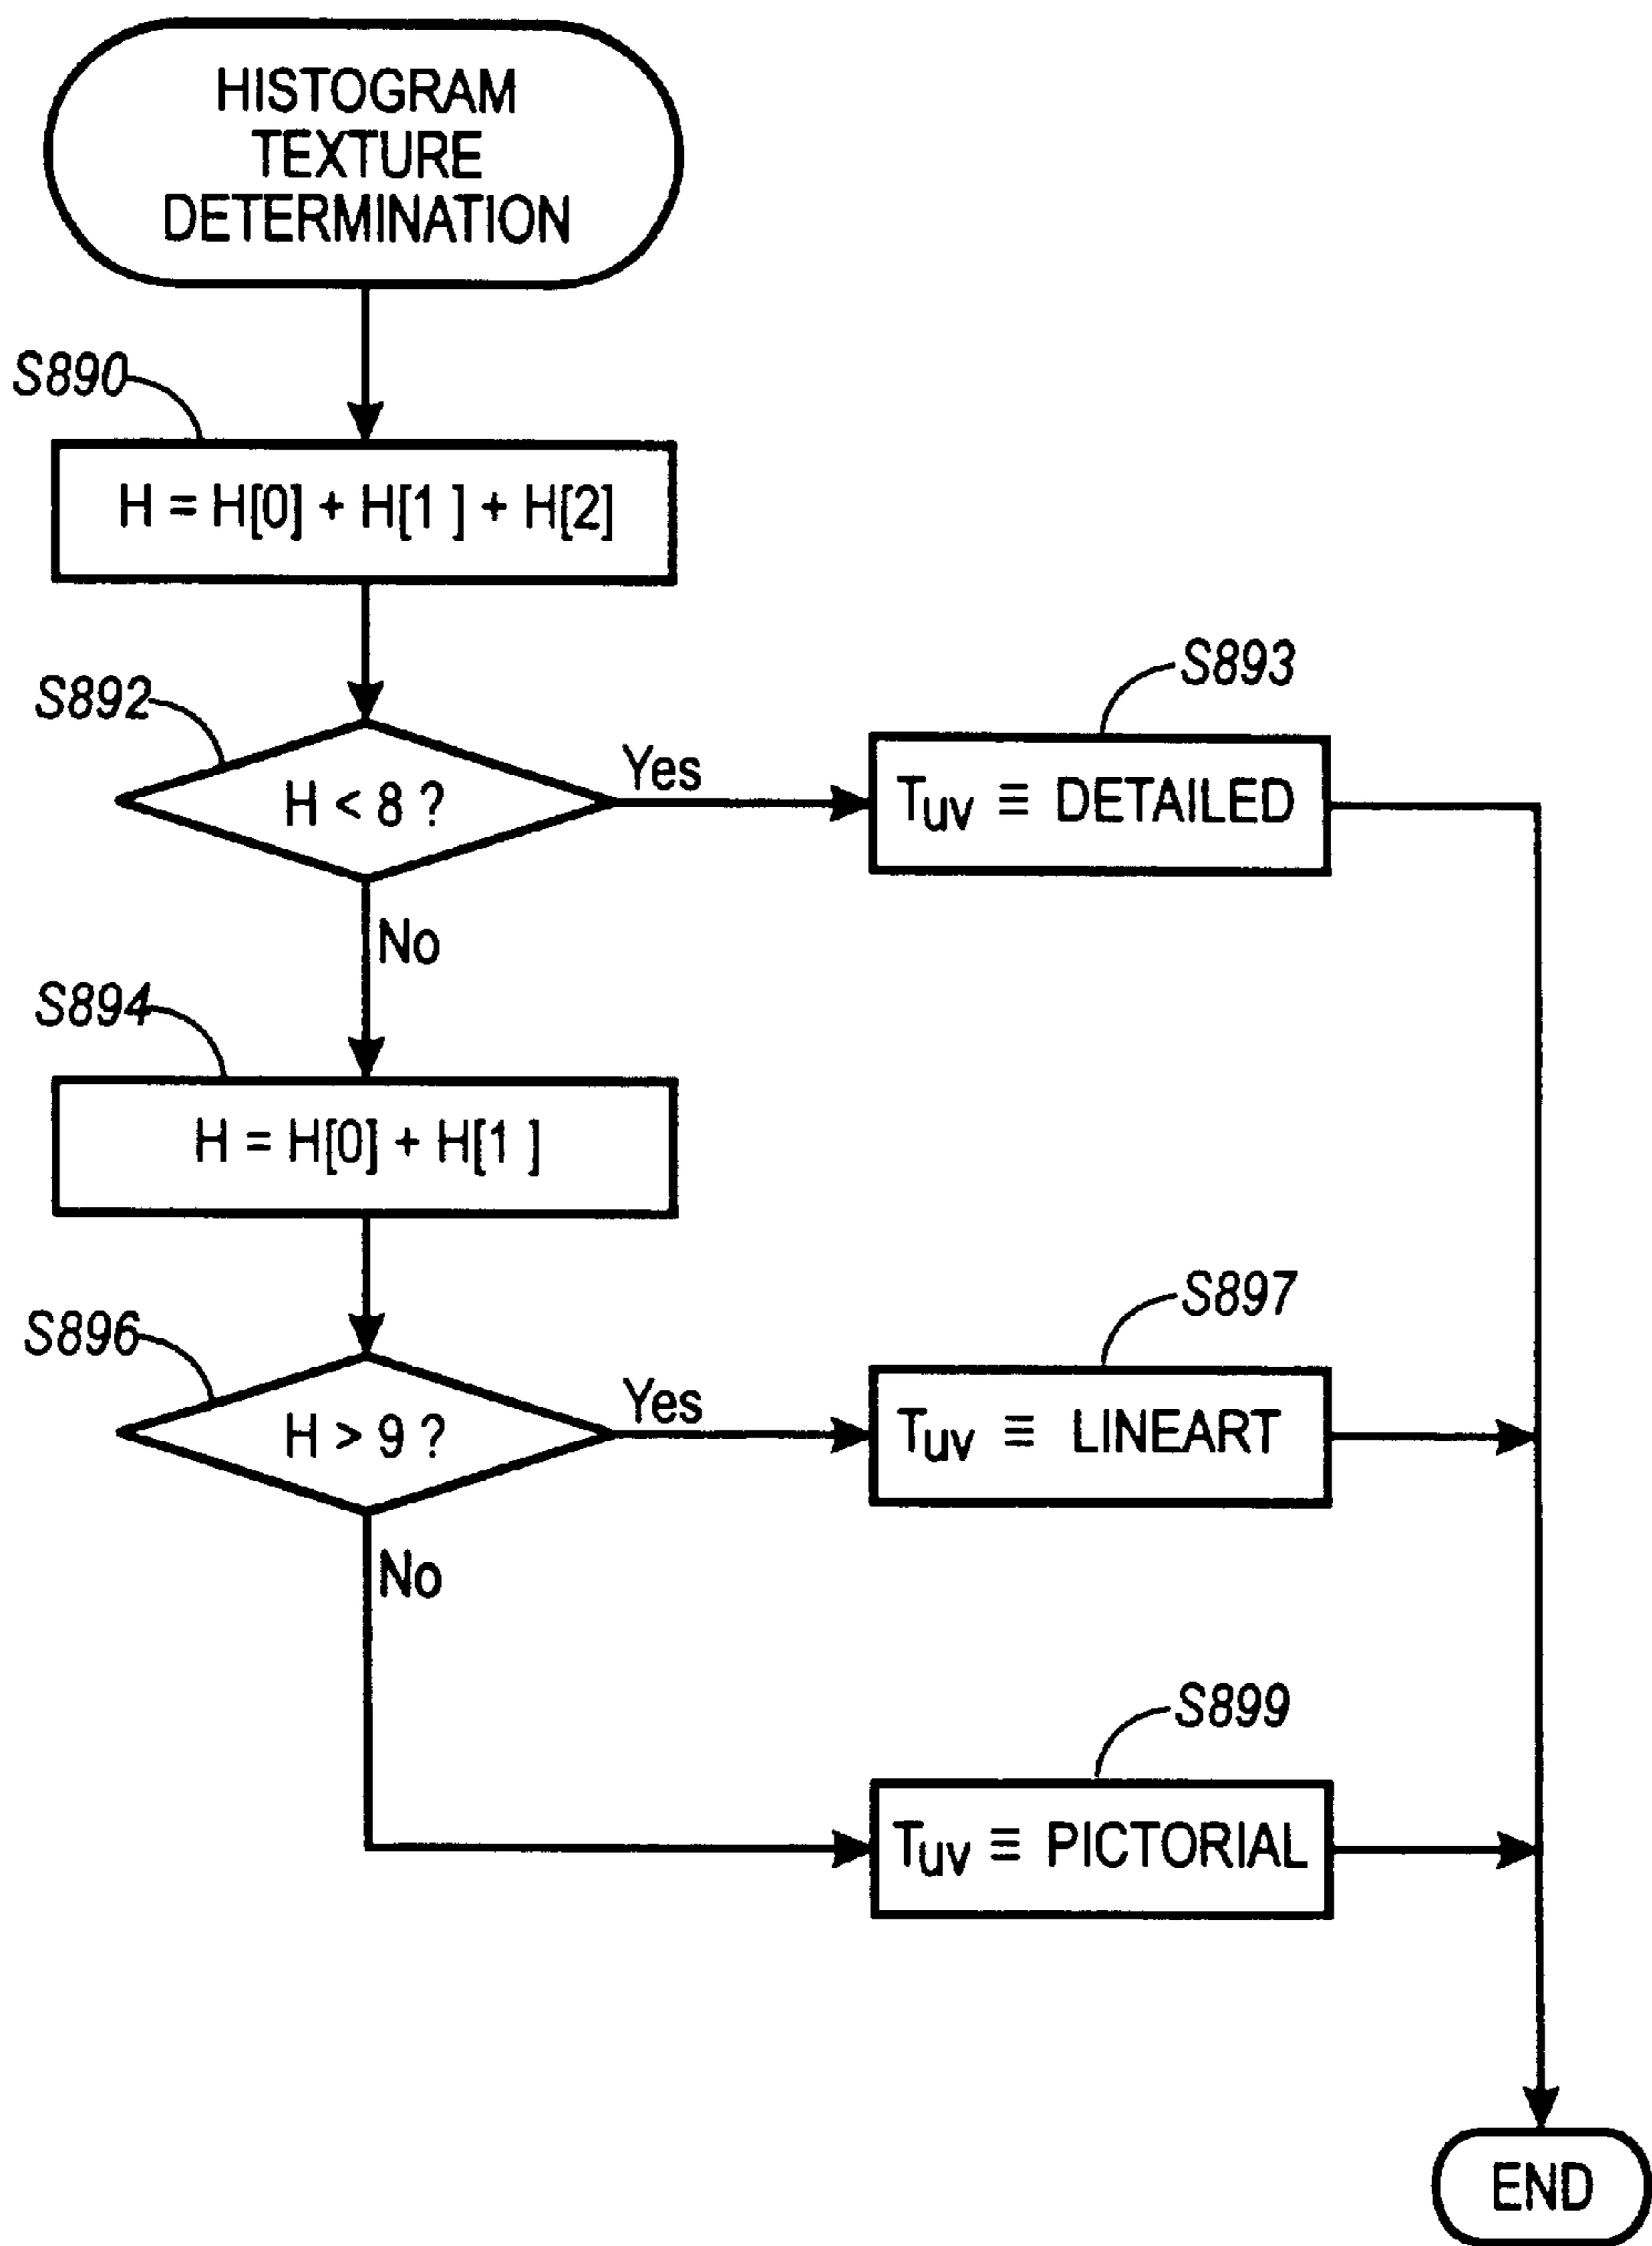 HISTOGRAM
TEXTURE
DETERMINATION
S890
H = H[0] + H[1 ] + H[2]
S892
H < 8 ?
Yes
S893
Tuv ≡ DETAILED
No
S894
H = H[0] + H[1 ]
S896
H > 9 ?
Yes
S897
Tuv ≡ LINEART
No
S899
Tuv ≡ PICTORIAL
END